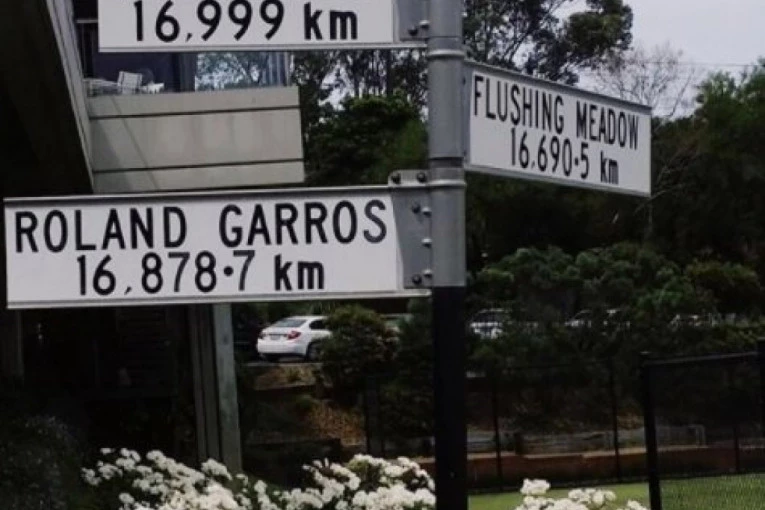 16,999 km
FLUSHING MEADOW
16,690·5 km
ROLAND GARROS
16,878·7 km